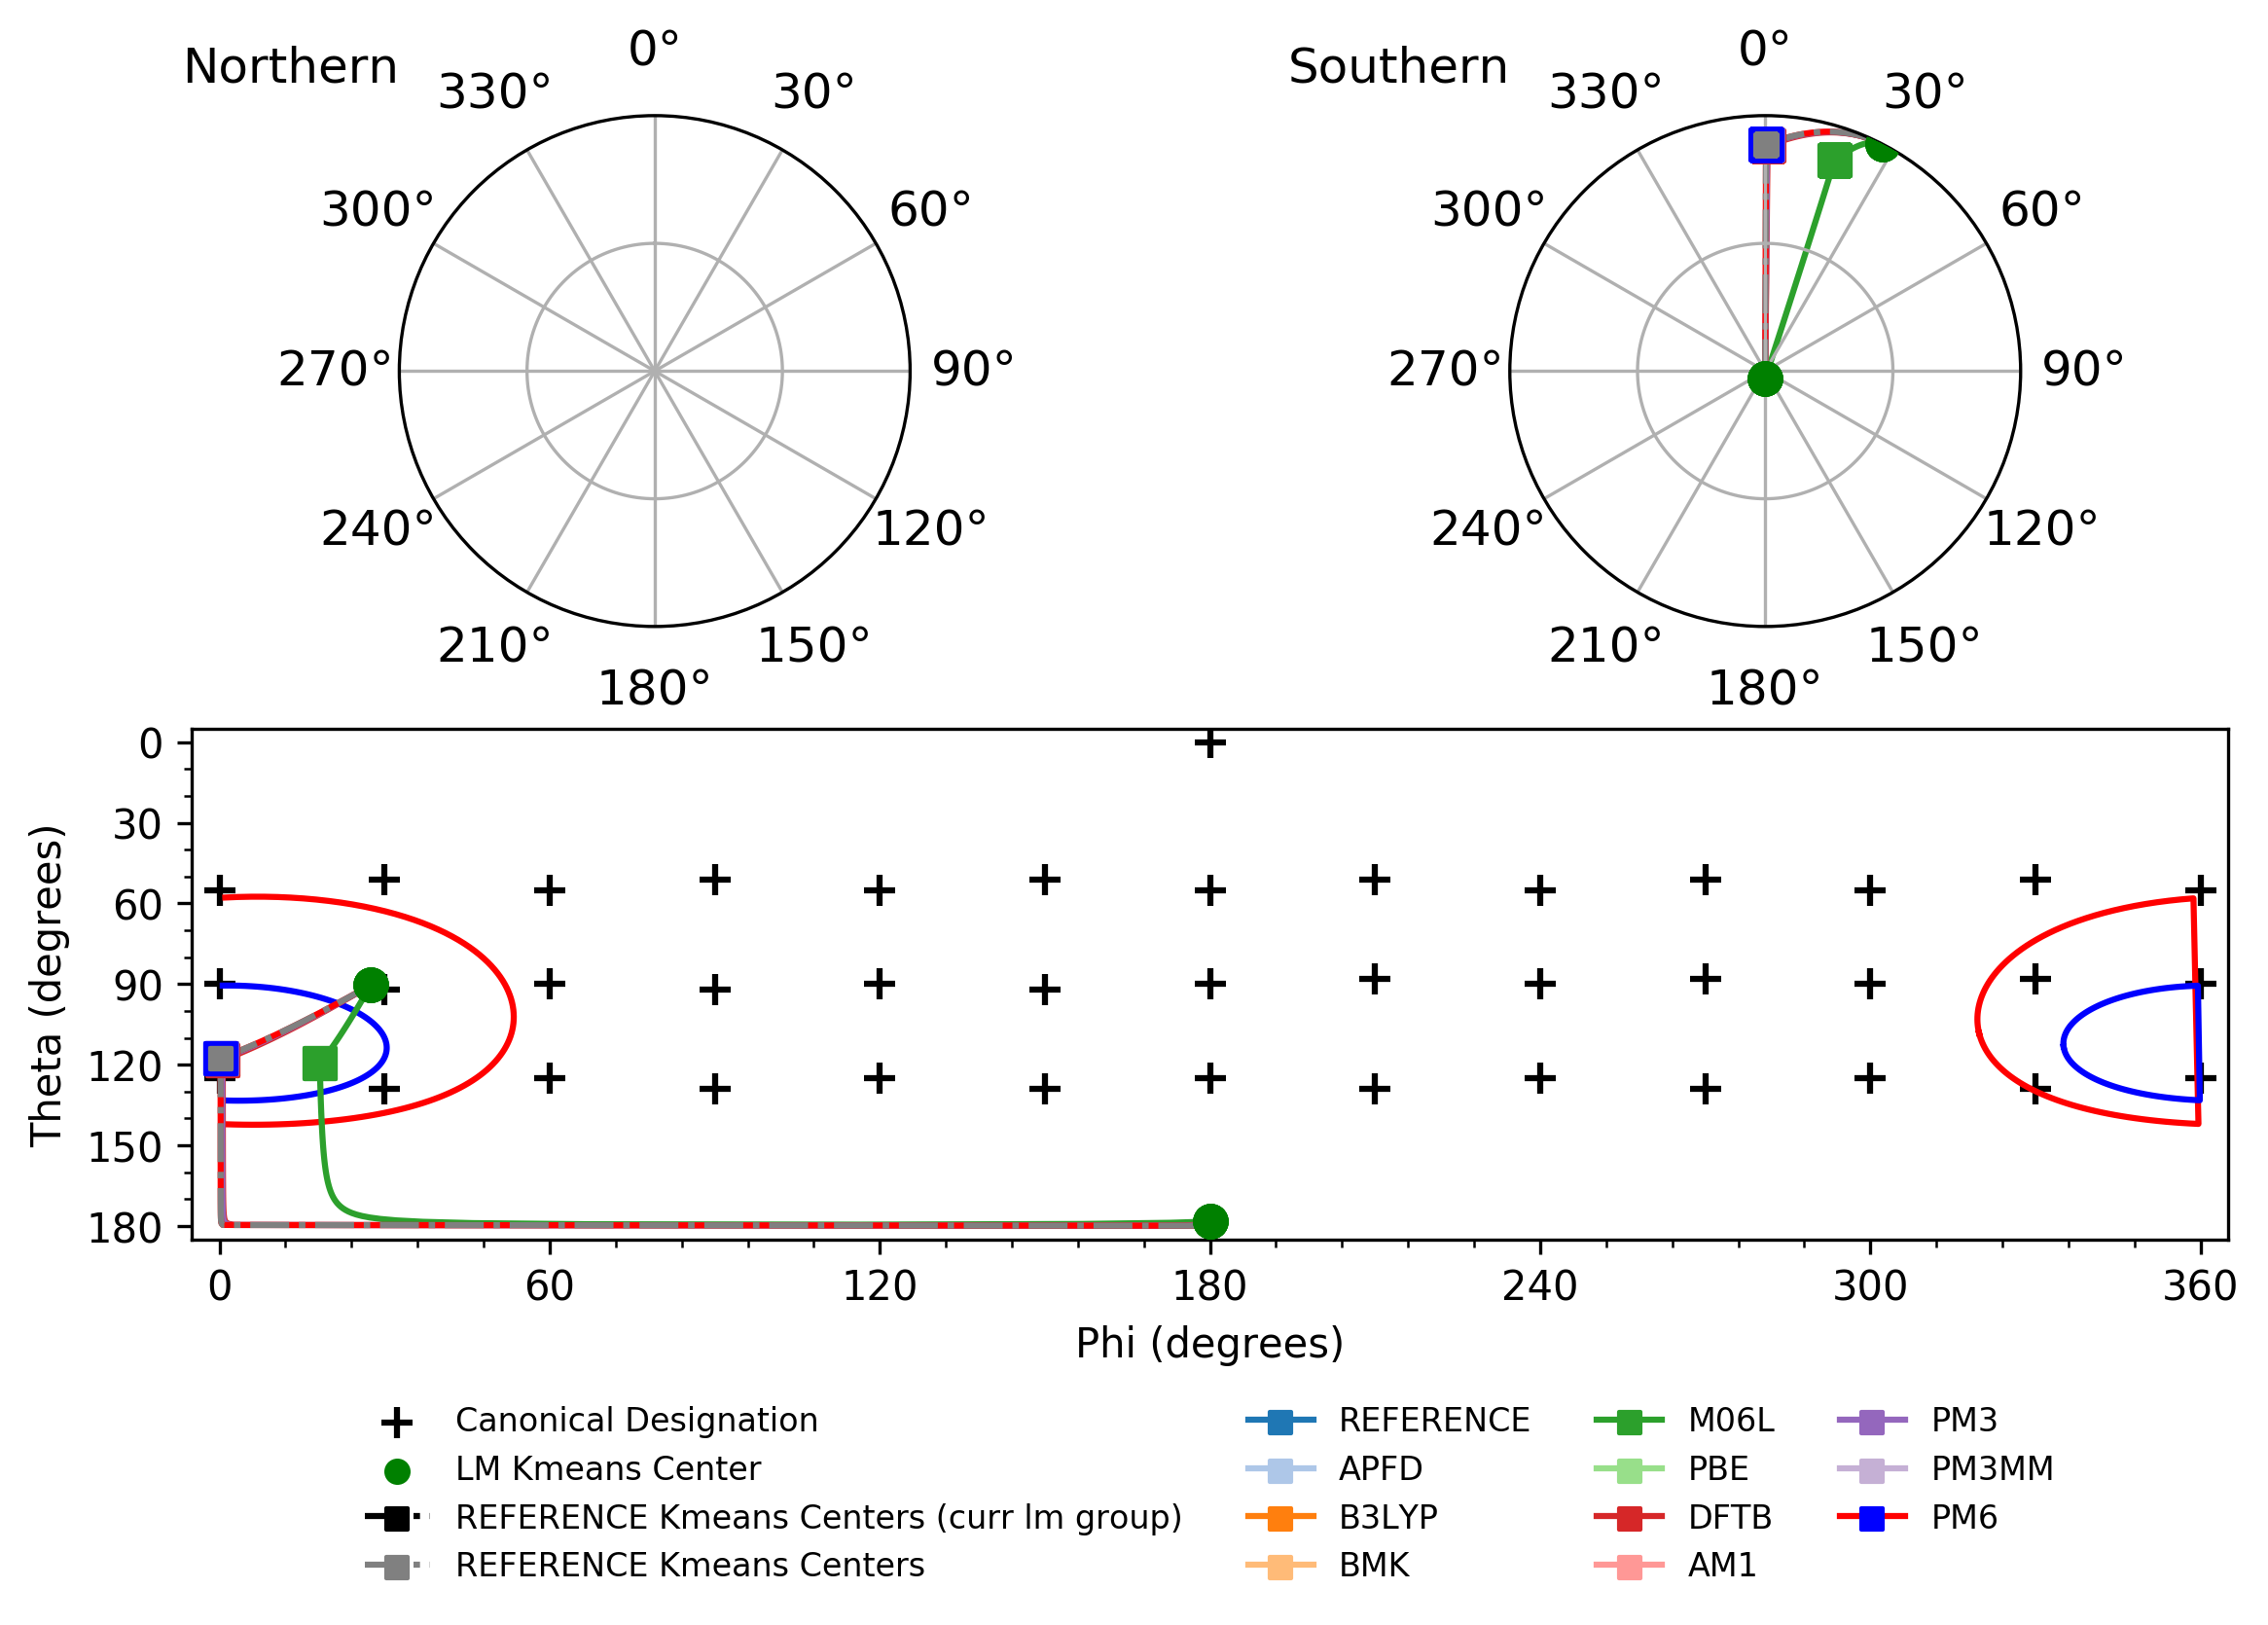 Northern
0°
330°
30°
300°
60°
270°
90°
240°
120°
210°
150°
180°
Southern
0°
330°
30°
300°
60°
270°
90°
240°
120°
210°
150°
180°
Theta (degrees)
0
30
60
90
120
150
180
0 60 120 180 240 300 360
Phi (degrees)
Canonical Designation
LM Kmeans Center
REFERENCE Kmeans Centers (curr lm group)
REFERENCE Kmeans Centers
REFERENCE
APFD
B3LYP
BMK
M06L
PBE
DFTB
AM1
PM3
PM3MM
PM6